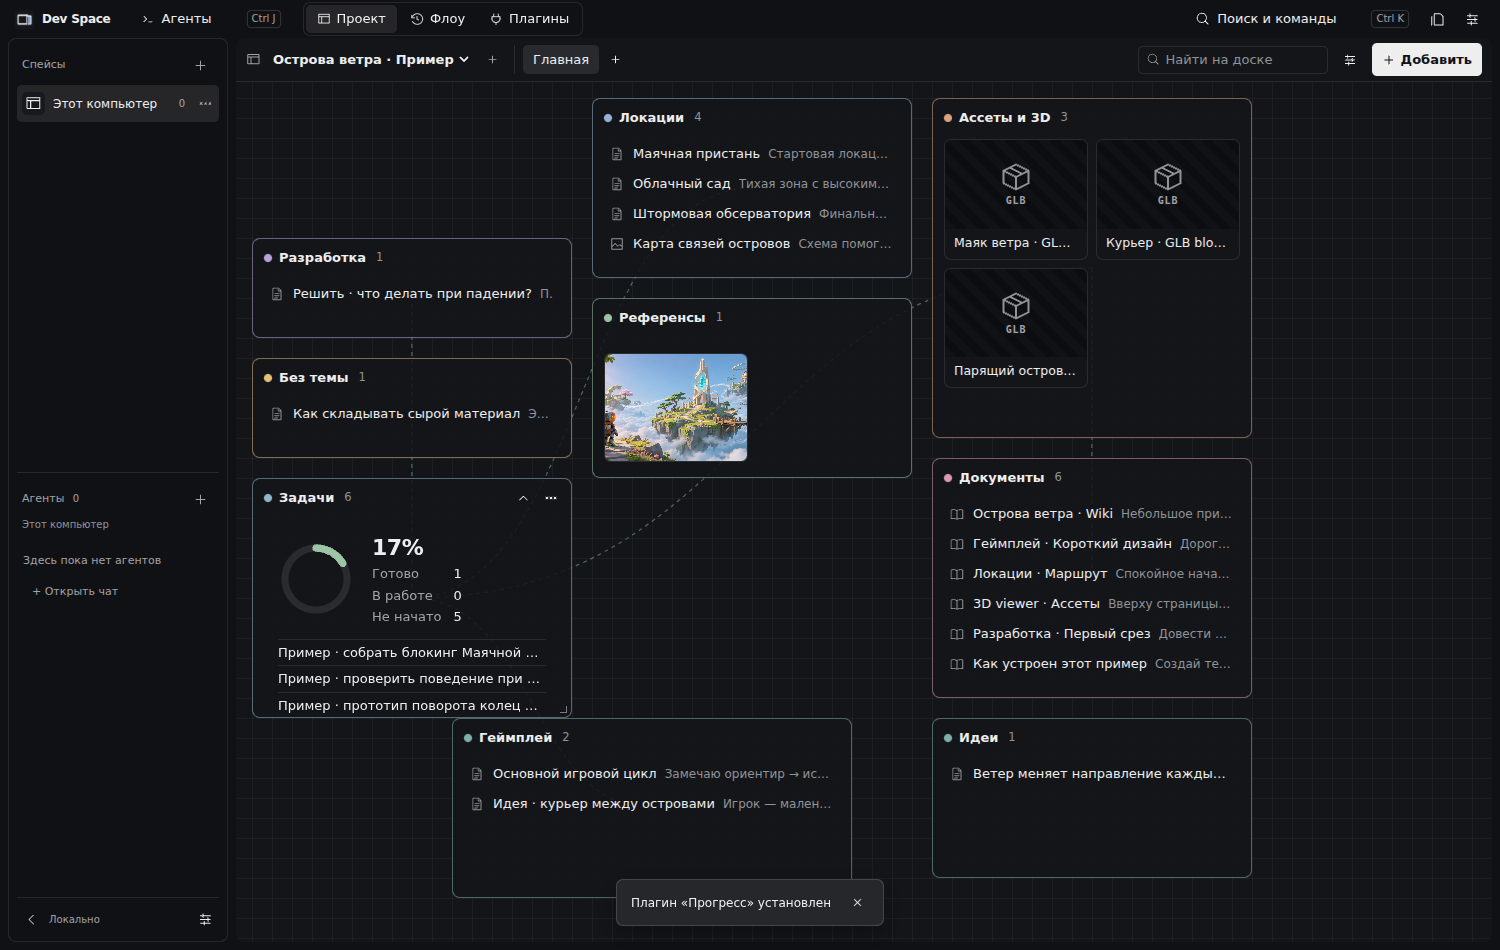 Dev Space
Агенты
Ctrl J
Проект
Флоу
Плагины
Поиск и команды
Ctrl K
Спейсы
Этот компьютер 0
Агенты 0
Этот компьютер
Здесь пока нет агентов
+ Открыть чат
Локально
Острова ветра · Пример
Главная
Найти на доске
Добавить
Разработка 1
Решить · что делать при падении? П.
Без темы 1
Как складывать сырой материал Э...
Задачи 6
17%
Готово 1
В работе 0
Не начато 5
Пример · собрать блокинг Маячной ...
Пример · проверить поведение при ...
Пример · прототип поворота колец ...
Локации 4
Маячная пристань Стартовая локац...
Облачный сад Тихая зона с высоким...
Штормовая обсерватория Финальн...
Карта связей островов Схема помог...
Референсы 1
Геймплей 2
Основной игровой цикл Замечаю ориентир → ис...
Идея · курьер между островами Игрок — мален...
Ассеты и 3D 3
GLB
Маяк ветра · GL...
GLB
Курьер · GLB blo...
GLB
Парящий остров...
Документы 6
Острова ветра · Wiki Небольшое при...
Геймплей · Короткий дизайн Дорог...
Локации · Маршрут Спокойное нача...
3D viewer · Ассеты Вверху страницы...
Разработка · Первый срез Довести ...
Как устроен этот пример Создай те...
Идеи 1
Ветер меняет направление кажды...
Плагин «Прогресс» установлен